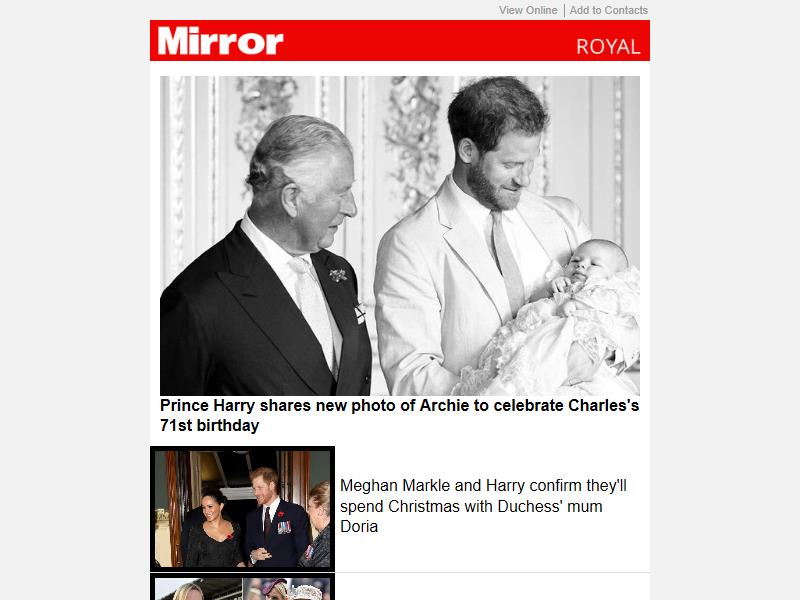 View Online | Add to Contacts
Mirror
ROYAL
Prince Harry shares new photo of Archie to celebrate Charles's
71st birthday
Meghan Markle and Harry confirm they'll
spend Christmas with Duchess' mum
Doria